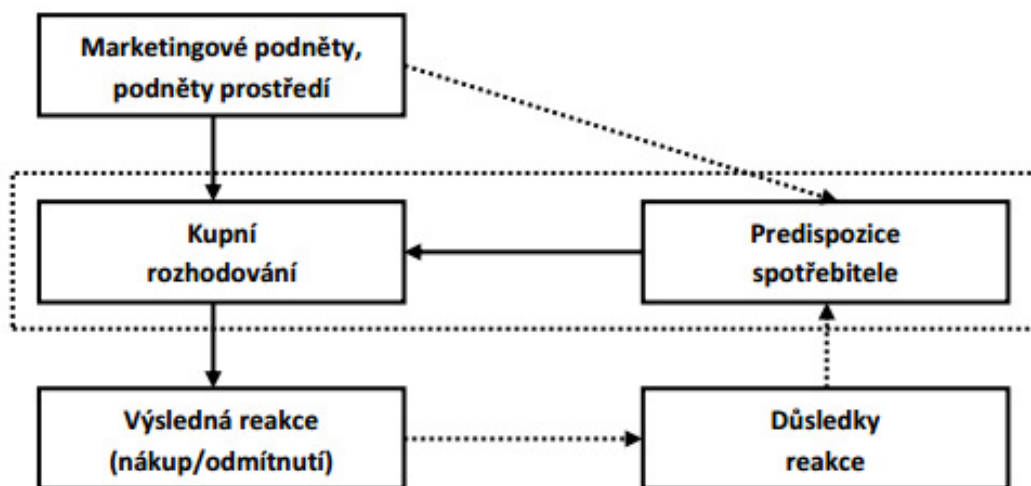 Marketingové podněty,
podněty prostředí
Kupní
rozhodování
Predispozice
spotřebitele
Výsledná reakce
(nákup/odmítnutí)
Důsledky
reakce